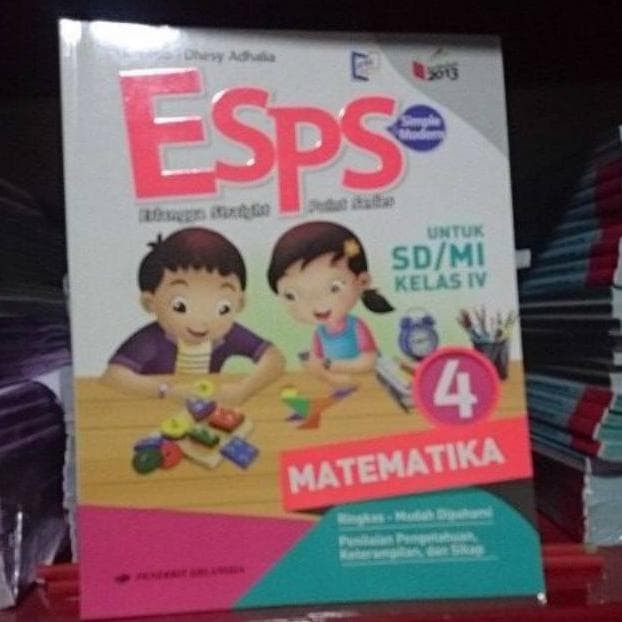 Dhesy Adhalia
2013
ESPS
Simple
Modern
Erlangga Straight Point Series
UNTUK
SD/MI
KELAS IV
4
MATEMATIKA
Ringkas - Mudah Dipahami
Penilaian Pengetahuan,
Keterampilan, dan Sikap
PENERBIT ERLANGGA